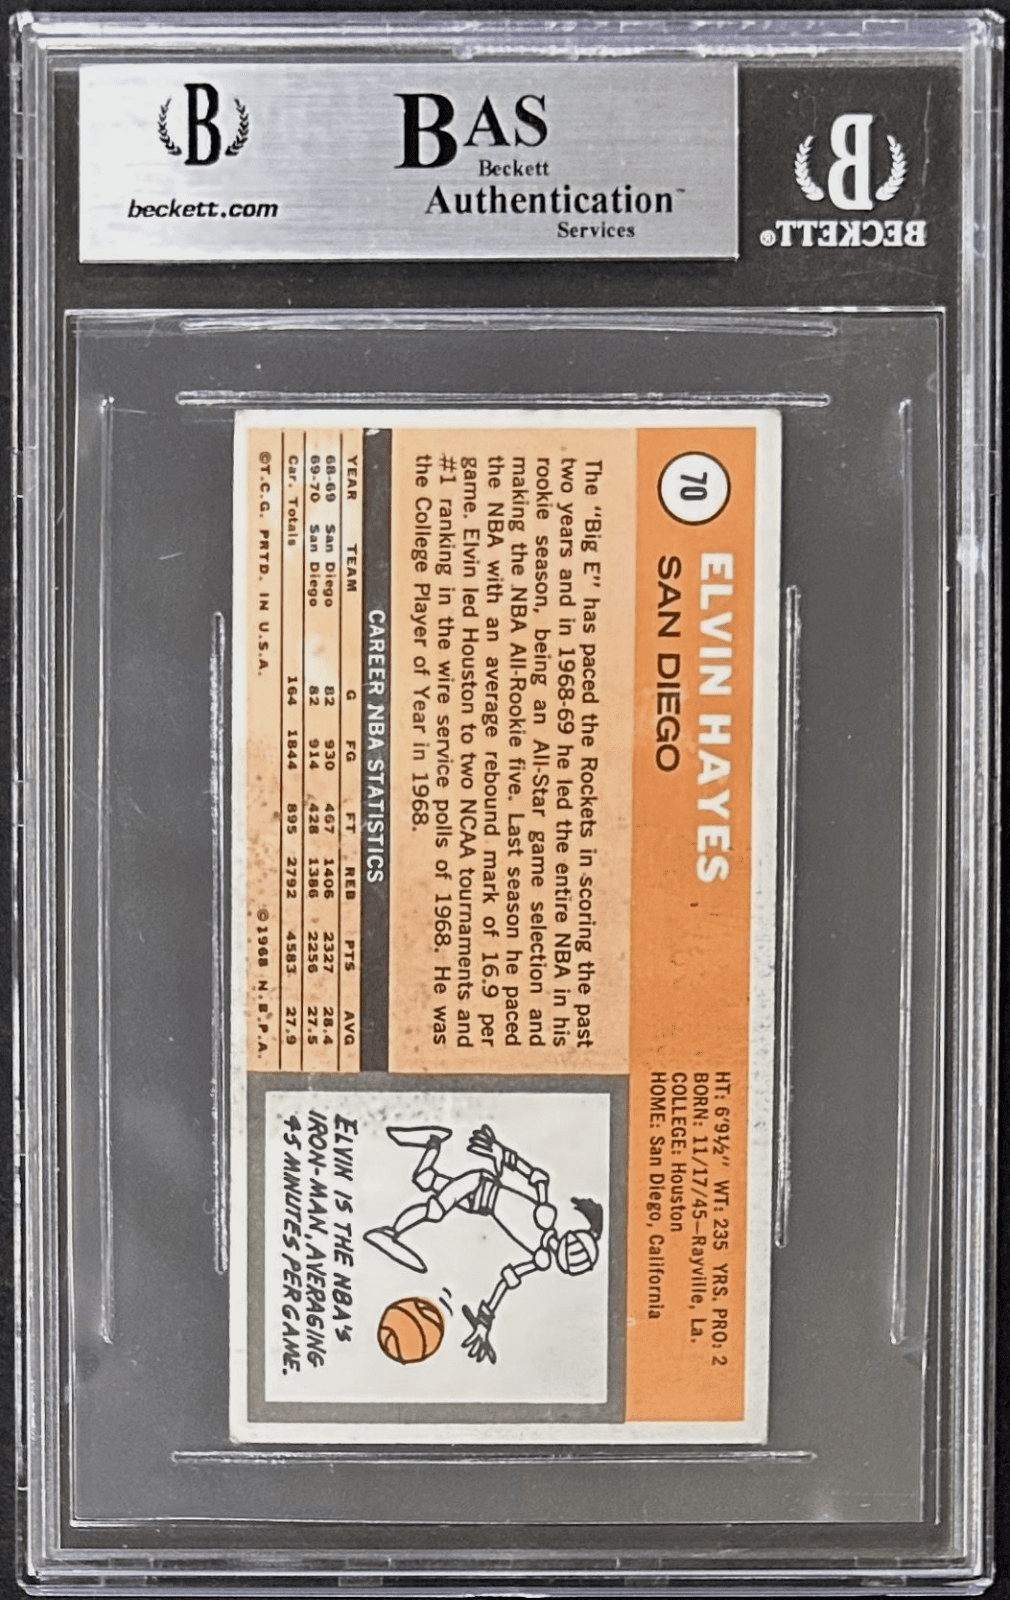 B
beckett.com
BAS
Beckett
Authentication™
Services
B
BECKETT®
70
ELVIN HAYES
SAN DIEGO
HT: 6'9½" WT: 235 YRS. PRO: 2
BORN: 11/17/45—Rayville, La.
COLLEGE: Houston
HOME: San Diego, California
The "Big E" has paced the Rockets in scoring the past
two years and in 1968-69 he led the entire NBA in his
rookie season, being an All-Star game selection and
making the NBA All-Rookie five. Last season he paced
the NBA with an average rebound mark of 16.9 per
game. Elvin led Houston to two NCAA tournaments and
#1 ranking in the wire service polls of 1968. He was
the College Player of Year in 1968.
CAREER NBA STATISTICS
YEAR TEAM G FG FT REB PTS AVG
68-69 San Diego 82 930 467 1406 2327 28.4
69-70 San Diego 82 914 428 1386 2256 27.5
Car. Totals 164 1844 895 2792 4583 27.9
©T.C.G. PRTD. IN U.S.A. ©1968 N.B.P.A.
ELVIN IS THE NBA'S
IRON-MAN, AVERAGING
45 MINUTES PER GAME.